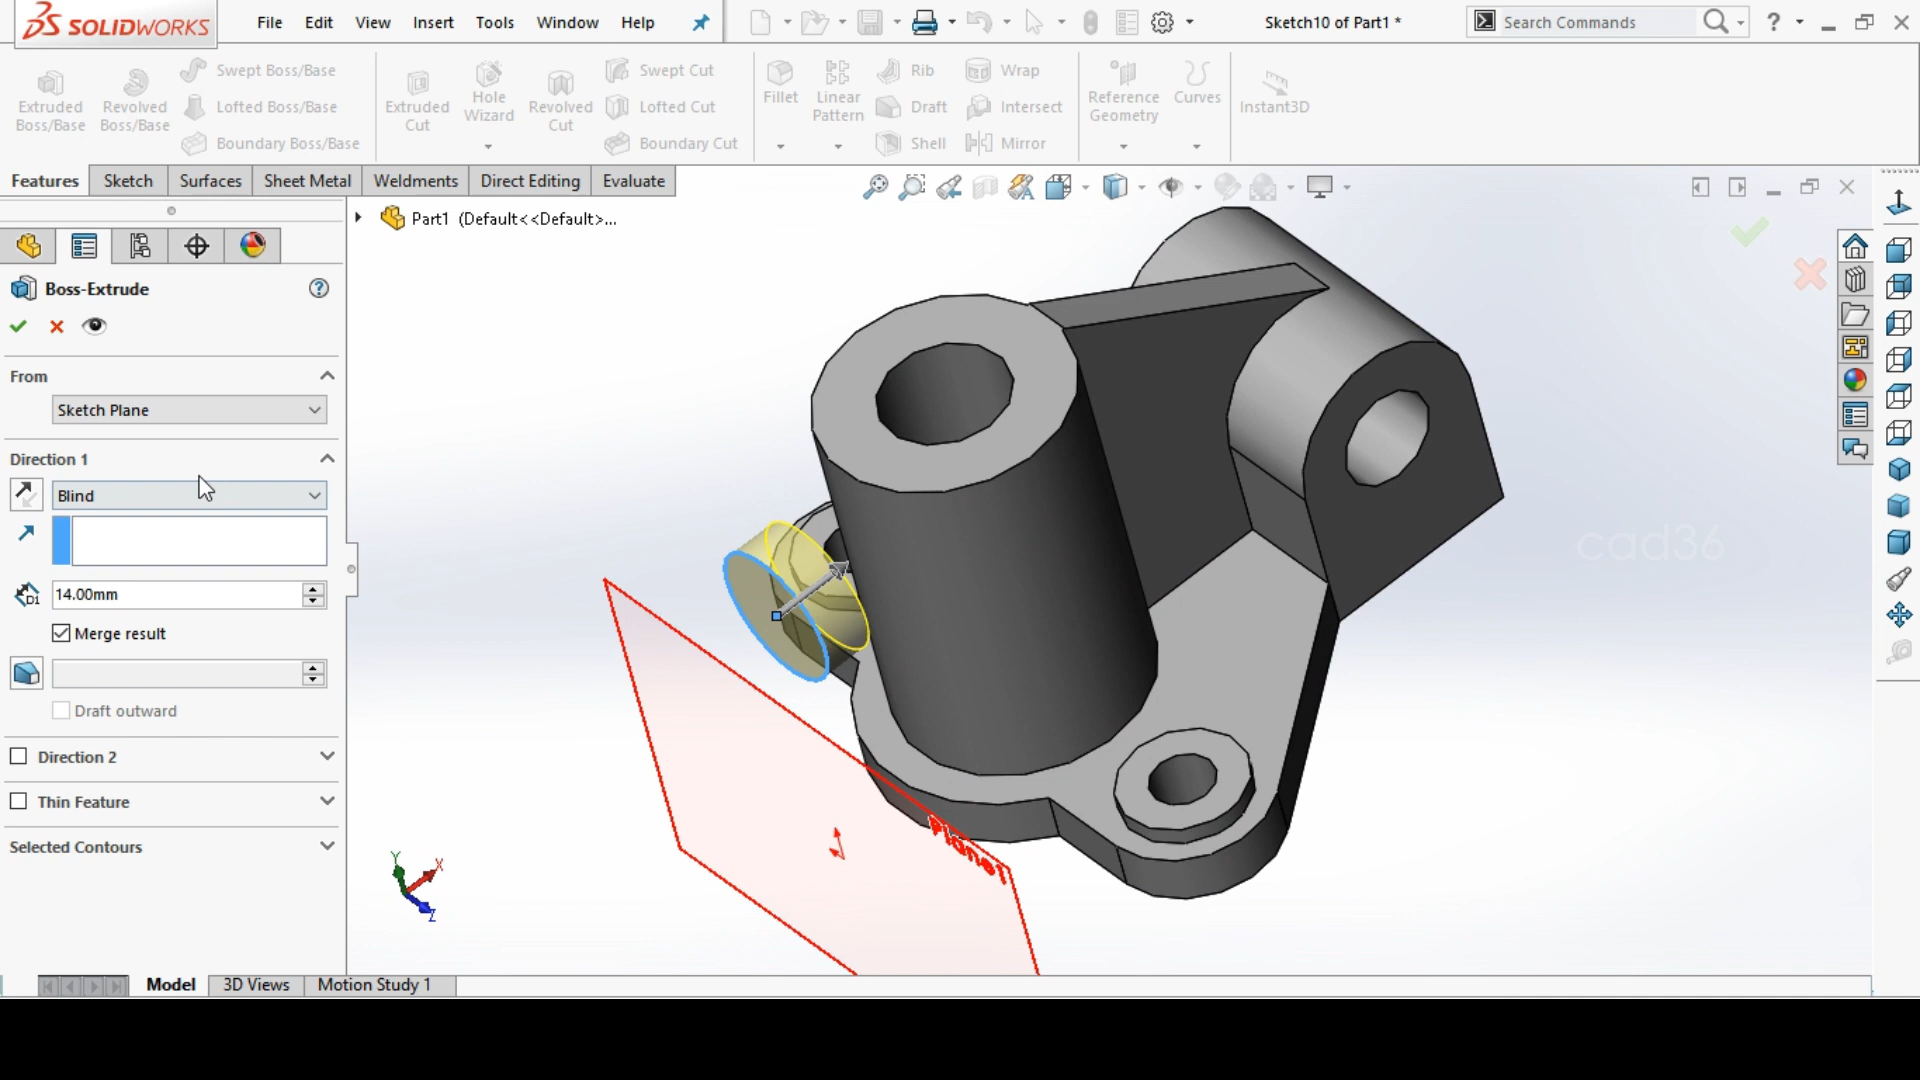 SOLIDWORKS File Edit View Insert Tools Window Help Sketch10 of Part1 * Search Commands ?
Extruded Boss/Base
Revolved Boss/Base
Swept Boss/Base
Lofted Boss/Base
Boundary Boss/Base
Extruded Cut
Hole Wizard
Revolved Cut
Swept Cut
Lofted Cut
Boundary Cut
Fillet
Linear Pattern
Rib
Draft
Shell
Wrap
Intersect
Mirror
Reference Geometry
Curves
Instant3D
Features Sketch Surfaces Sheet Metal Weldments Direct Editing Evaluate
Part1 (Default<<Default>...
Boss-Extrude
From
Sketch Plane
Direction 1
Blind
D1 14.00mm
Merge result
Draft outward
Direction 2
Thin Feature
Selected Contours
cad36
Plane1
Y X
Z
Model 3D Views Motion Study 1